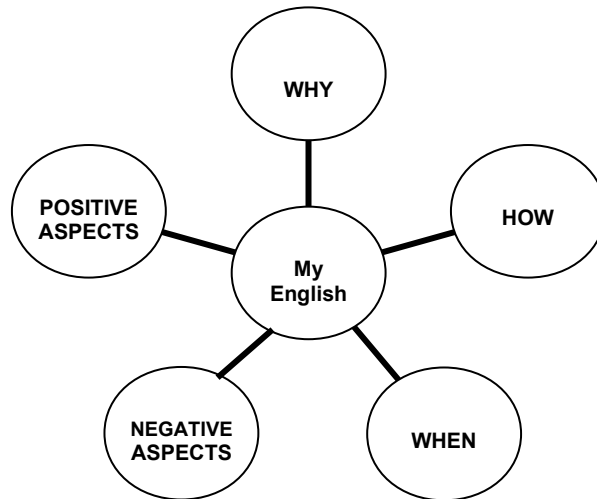 WHY
POSITIVE
ASPECTS
HOW
My
English
NEGATIVE
ASPECTS
WHEN